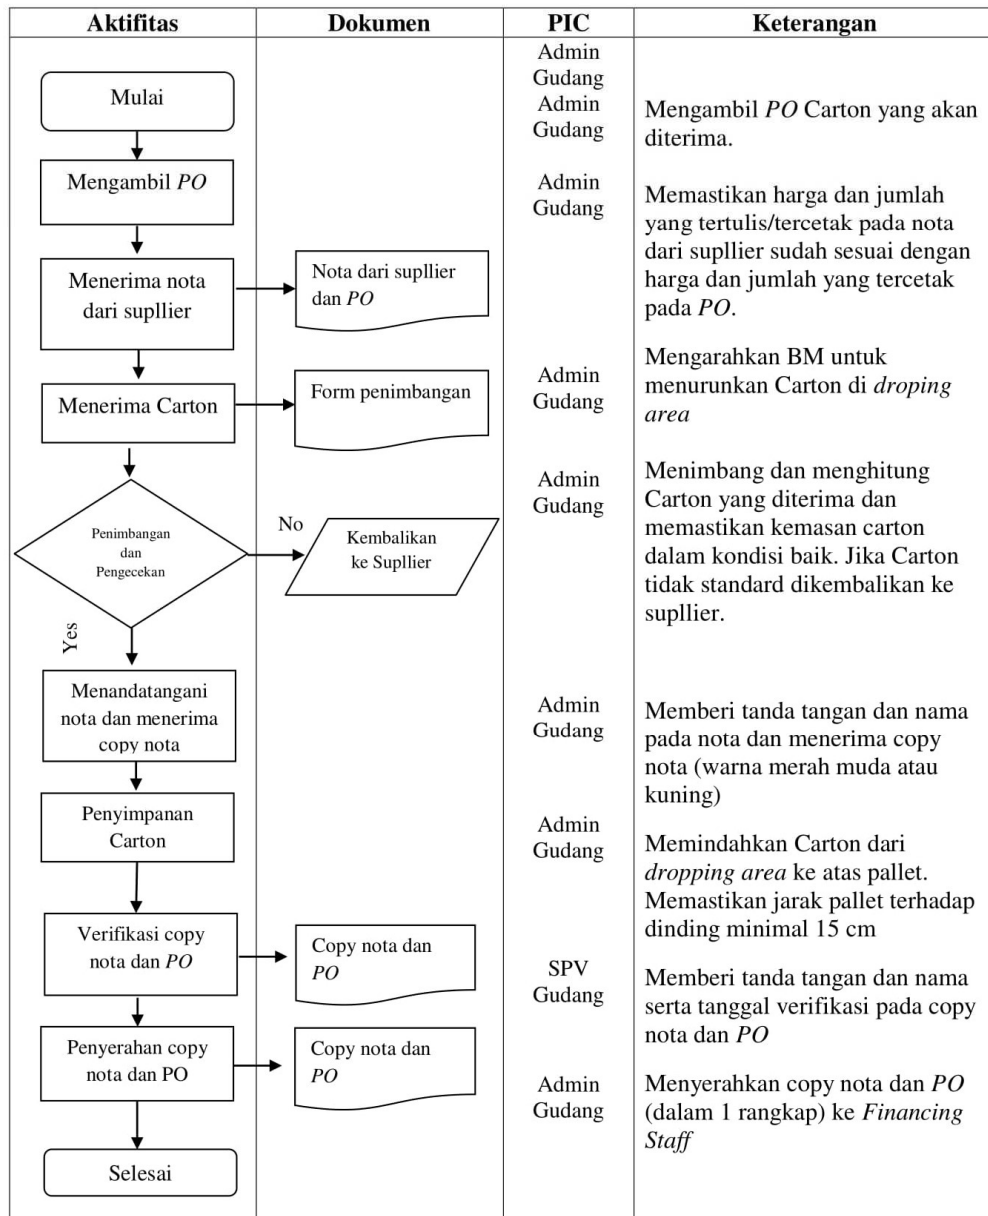 Aktifitas
Dokumen
PIC
Keterangan
Mulai
Admin
Gudang
Admin
Gudang
Mengambil PO Carton yang akan
diterima.
Mengambil PO
Admin
Gudang
Memastikan harga dan jumlah
yang tertulis/tercetak pada nota
dari supllier sudah sesuai dengan
harga dan jumlah yang tercetak
pada PO.
Menerima nota
dari supllier
Nota dari supllier
dan PO
Menerima Carton
Form penimbangan
Admin
Gudang
Mengarahkan BM untuk
menurunkan Carton di droping
area
Penimbangan
dan
Pengecekan
No
Kembalikan
ke Supllier
Admin
Gudang
Menimbang dan menghitung
Carton yang diterima dan
memastikan kemasan carton
dalam kondisi baik. Jika Carton
tidak standard dikembalikan ke
supllier.
Yes
Menandatangani
nota dan menerima
copy nota
Admin
Gudang
Memberi tanda tangan dan nama
pada nota dan menerima copy
nota (warna merah muda atau
kuning)
Penyimpanan
Carton
Admin
Gudang
Memindahkan Carton dari
dropping area ke atas pallet.
Memastikan jarak pallet terhadap
dinding minimal 15 cm
Verifikasi copy
nota dan PO
Copy nota dan
PO
SPV
Gudang
Memberi tanda tangan dan nama
serta tanggal verifikasi pada copy
nota dan PO
Penyerahan copy
nota dan PO
Copy nota dan
PO
Admin
Gudang
Menyerahkan copy nota dan PO
(dalam 1 rangkap) ke Financing
Staff
Selesai